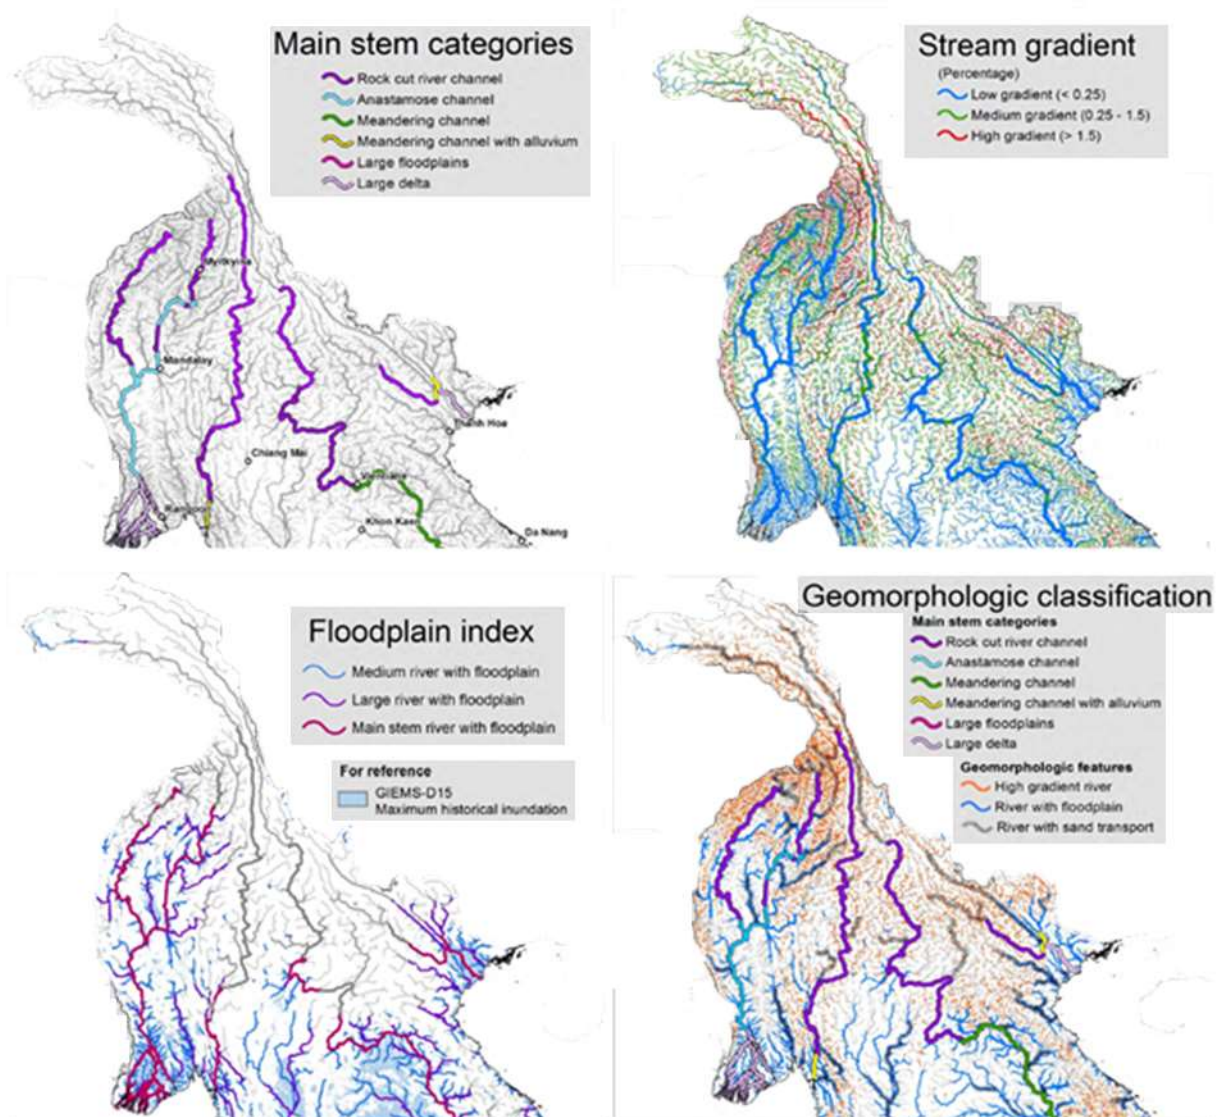 Main stem categories
Rock cut river channel
Anastamose channel
Meandering channel
Meandering channel with alluvium
Large floodplains
Large delta
Myitkyina
Mandalay
Thanh Hoa
Chiang Mai
Vientiane
Khon Kaen
Da Nang
Stream gradient
(Percentage)
Low gradient (< 0.25)
Medium gradient (0.25 - 1.5)
High gradient (> 1.5)
Floodplain index
Medium river with floodplain
Large river with floodplain
Main stem river with floodplain
For reference
GIEMS-D15
Maximum historical inundation
Geomorphologic classification
Main stem categories
Rock cut river channel
Anastamose channel
Meandering channel
Meandering channel with alluvium
Large floodplains
Large delta
Geomorphologic features
High gradient river
River with floodplain
River with sand transport